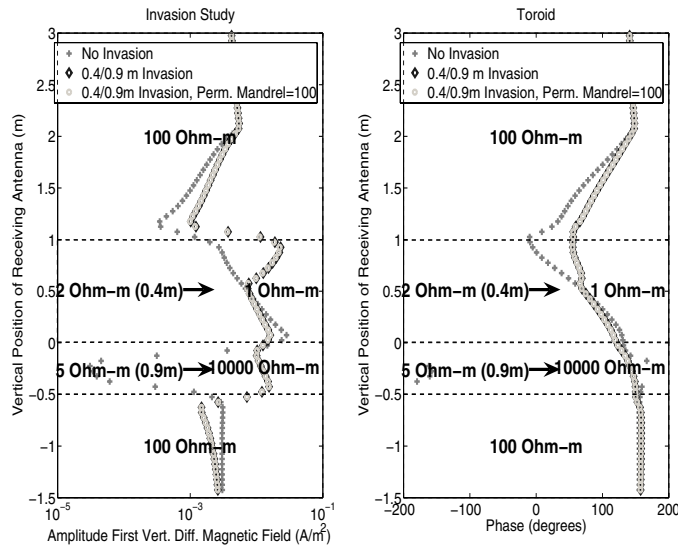 Invasion Study
3
No Invasion
0.4/0.9 m Invasion
0.4/0.9m Invasion, Perm. Mandrel=100
2.5
2
100 Ohm−m
1.5
1
2 Ohm−m (0.4m)
1 Ohm−m
0.5
0
5 Ohm−m (0.9m)
10000 Ohm−m
−0.5
100 Ohm−m
−1
−1.5
10^−5
10^−3
10^−1
Vertical Position of Receiving Antenna (m)
Amplitude First Vert. Diff. Magnetic Field (A/m^2)
Toroid
3
No Invasion
0.4/0.9 m Invasion
0.4/0.9m Invasion, Perm. Mandrel=100
2.5
2
100 Ohm−m
1.5
1
2 Ohm−m (0.4m)
1 Ohm−m
0.5
0
5 Ohm−m (0.9m)
10000 Ohm−m
−0.5
100 Ohm−m
−1
−1.5
−200
−100
0
100
200
Vertical Position of Receiving Antenna (m)
Phase (degrees)